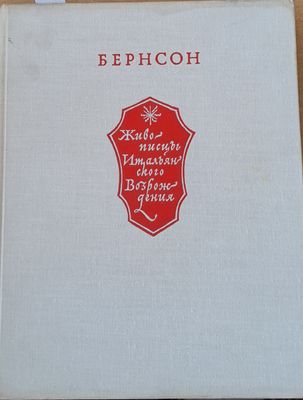 БЕРНСОН
Живо-
писцы
Итальян-
ского
Возрож-
дения